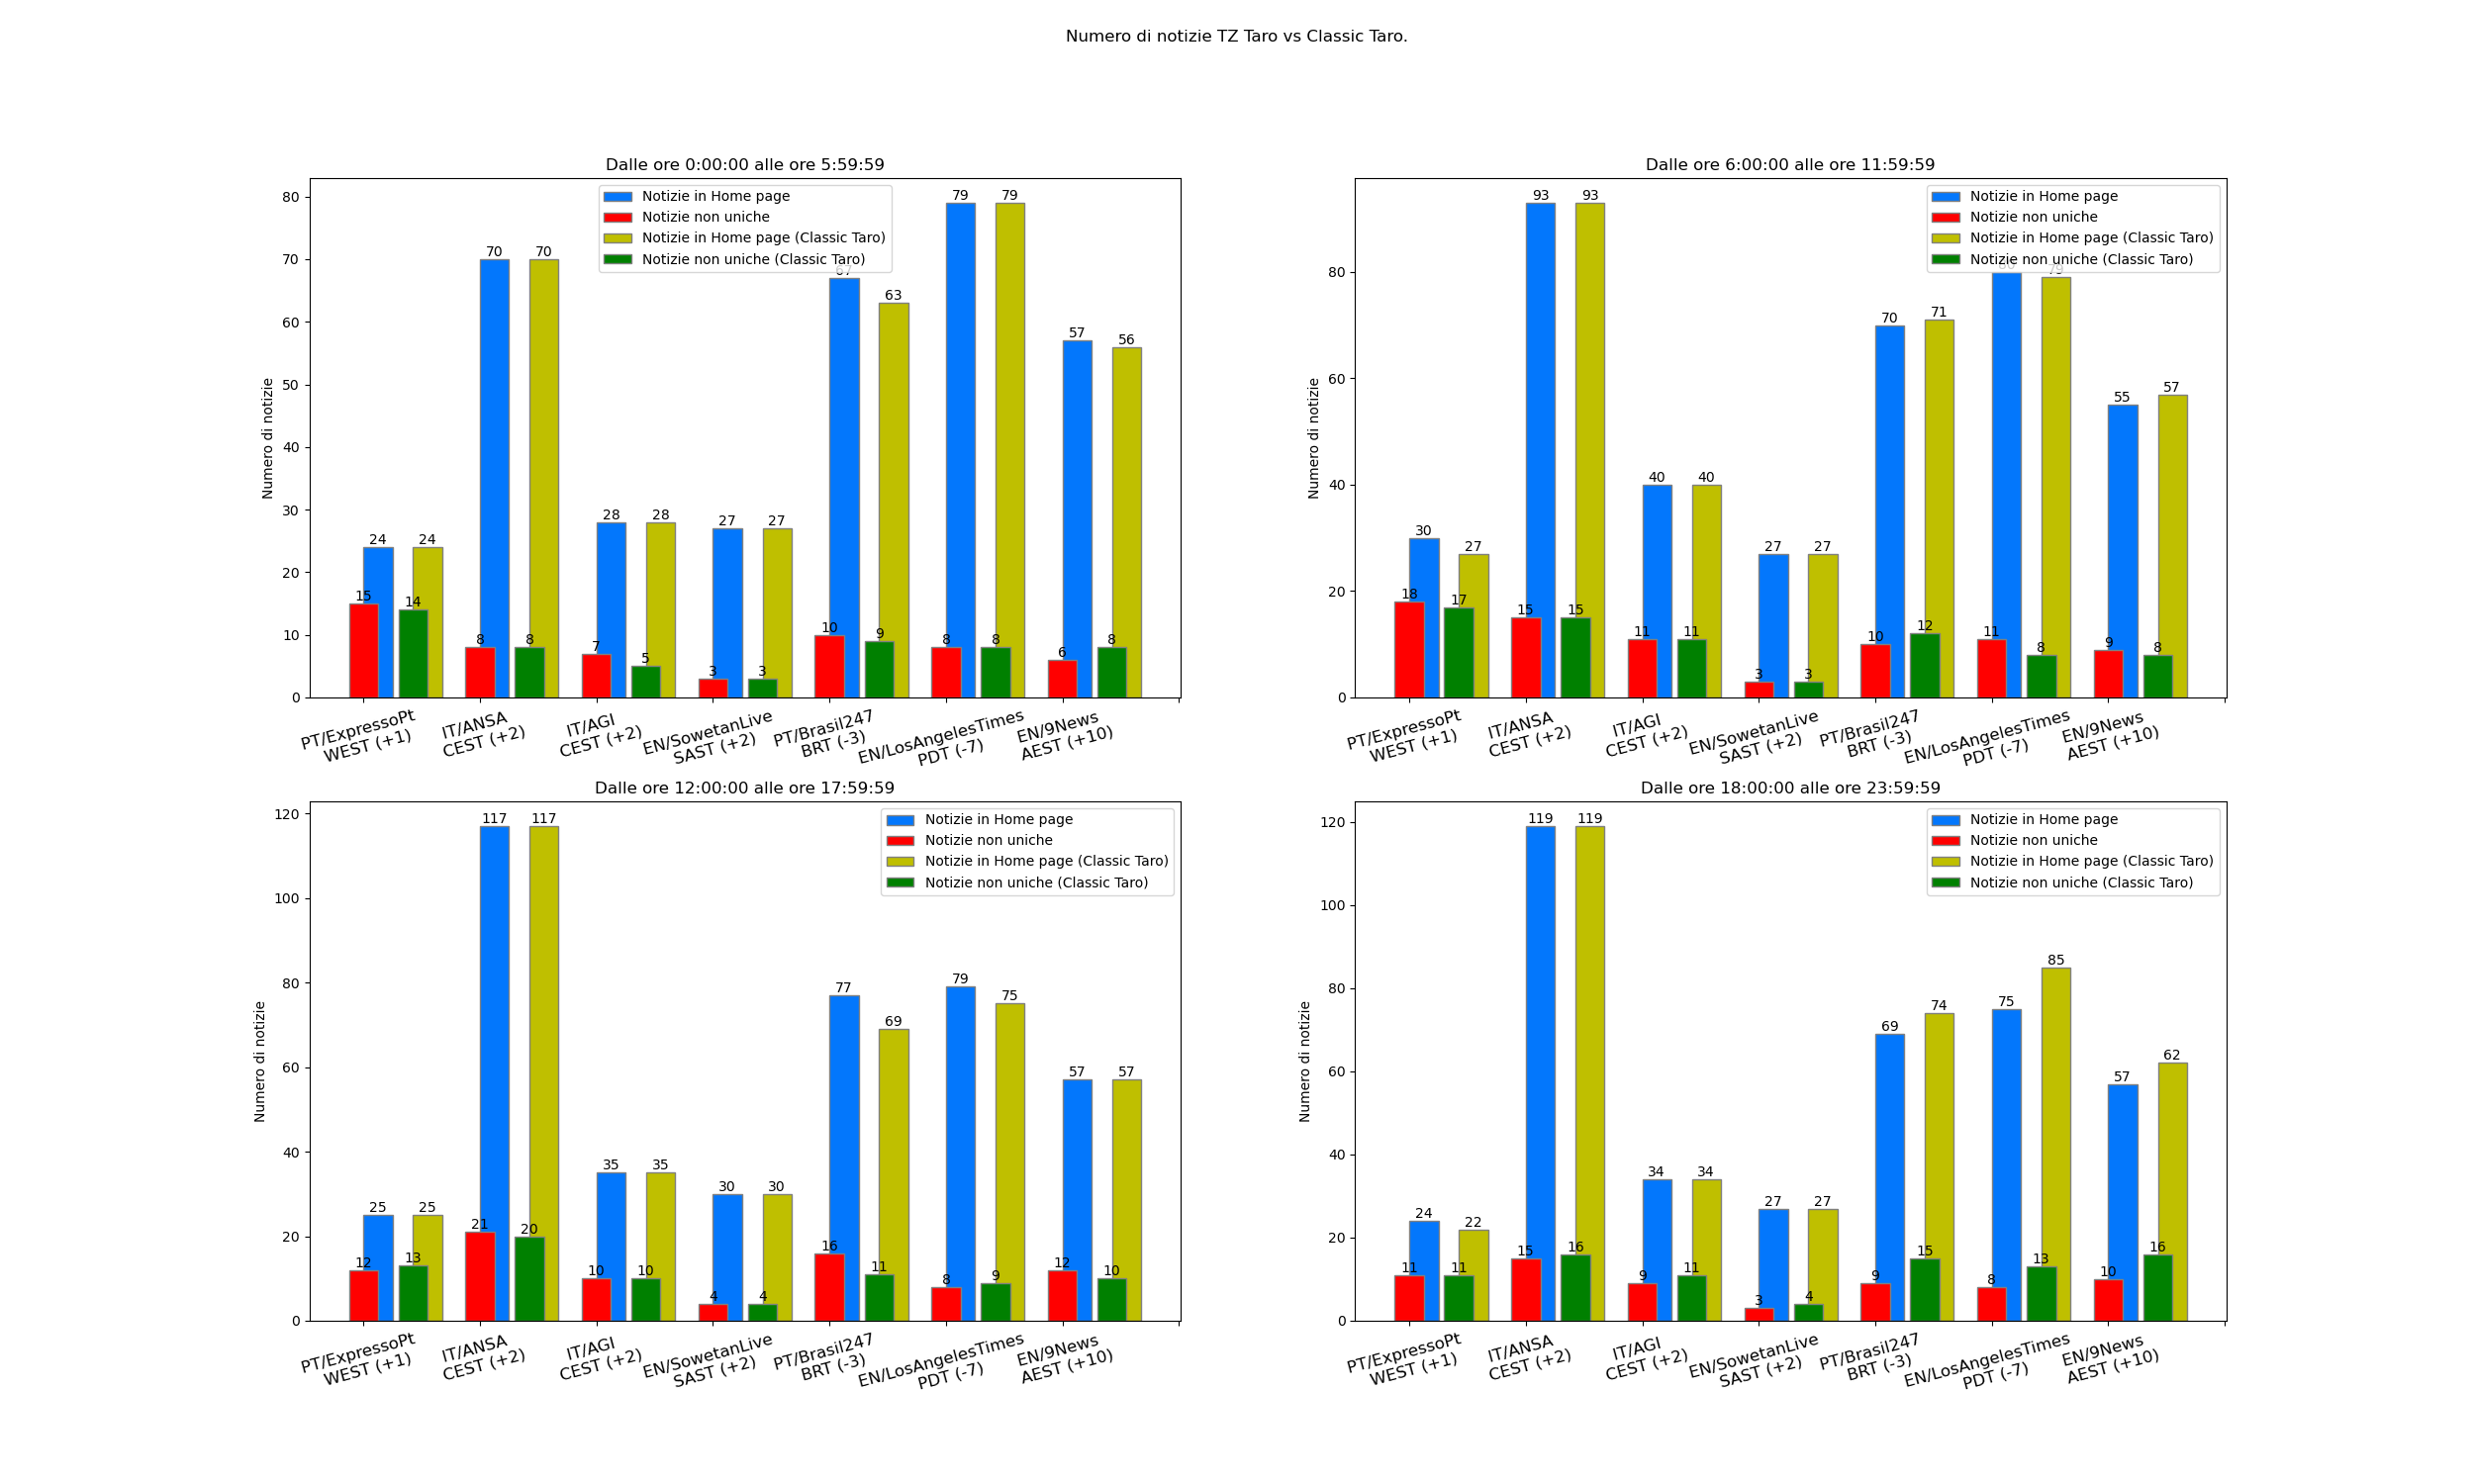 Numero di notizie TZ Taro vs Classic Taro.
Dalle ore 0:00:00 alle ore 5:59:59
Numero di notizie
80
70
60
50
40
30
20
10
0
Notizie in Home page
Notizie non uniche
Notizie in Home page (Classic Taro)
Notizie non uniche (Classic Taro)
24 24 15 14
70 70 8 8
28 28 7 5
27 27 3 3
67 63 10 9
79 79 8 8
57 56 6 8
PT/ExpressoPt
WEST (+1)
IT/ANSA
CEST (+2)
IT/AGI
CEST (+2)
EN/SowetanLive
SAST (+2)
PT/Brasil247
BRT (-3)
EN/LosAngelesTimes
PDT (-7)
EN/9News
AEST (+10)
Dalle ore 6:00:00 alle ore 11:59:59
Numero di notizie
80
60
40
20
0
Notizie in Home page
Notizie non uniche
Notizie in Home page (Classic Taro)
Notizie non uniche (Classic Taro)
30 27 18 17
93 93 15 15
40 40 11 11
27 27 3 3
70 71 10 12
80 79 11 8
55 57 9 8
PT/ExpressoPt
WEST (+1)
IT/ANSA
CEST (+2)
IT/AGI
CEST (+2)
EN/SowetanLive
SAST (+2)
PT/Brasil247
BRT (-3)
EN/LosAngelesTimes
PDT (-7)
EN/9News
AEST (+10)
Dalle ore 12:00:00 alle ore 17:59:59
Numero di notizie
120
100
80
60
40
20
0
Notizie in Home page
Notizie non uniche
Notizie in Home page (Classic Taro)
Notizie non uniche (Classic Taro)
25 25 12 13
117 117 21 20
35 35 10 10
30 30 4 4
77 69 16 11
79 75 8 9
57 57 12 10
PT/ExpressoPt
WEST (+1)
IT/ANSA
CEST (+2)
IT/AGI
CEST (+2)
EN/SowetanLive
SAST (+2)
PT/Brasil247
BRT (-3)
EN/LosAngelesTimes
PDT (-7)
EN/9News
AEST (+10)
Dalle ore 18:00:00 alle ore 23:59:59
Numero di notizie
120
100
80
60
40
20
0
Notizie in Home page
Notizie non uniche
Notizie in Home page (Classic Taro)
Notizie non uniche (Classic Taro)
24 22 11 11
119 119 15 16
34 34 9 11
27 27 3 4
69 74 9 15
75 85 8 13
57 62 10 16
PT/ExpressoPt
WEST (+1)
IT/ANSA
CEST (+2)
IT/AGI
CEST (+2)
EN/SowetanLive
SAST (+2)
PT/Brasil247
BRT (-3)
EN/LosAngelesTimes
PDT (-7)
EN/9News
AEST (+10)